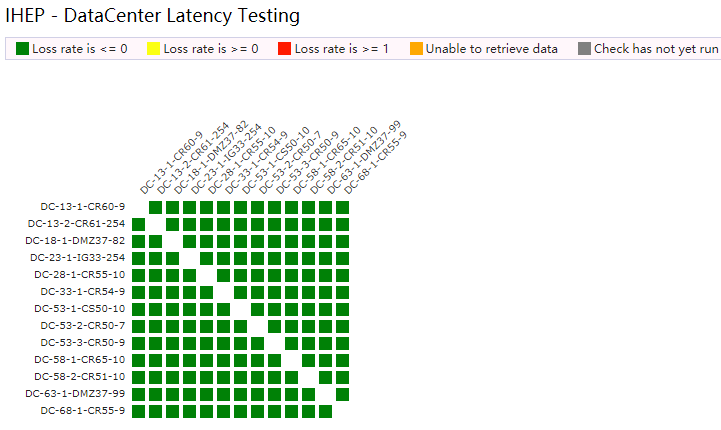 IHEP - DataCenter Latency Testing
Loss rate is <= 0 Loss rate is >= 0 Loss rate is >= 1 Unable to retrieve data Check has not yet run
DC-13-1-CR60-9
DC-13-2-CR61-254
DC-18-1-DMZ37-82
DC-23-1-IG33-254
DC-28-1-CR55-10
DC-33-1-CR54-9
DC-53-1-CS50-10
DC-53-2-CR50-7
DC-53-3-CR50-9
DC-58-1-CR65-10
DC-58-2-CR51-10
DC-63-1-DMZ37-99
DC-68-1-CR55-9
DC-13-1-CR60-9
DC-13-2-CR61-254
DC-18-1-DMZ37-82
DC-23-1-IG33-254
DC-28-1-CR55-10
DC-33-1-CR54-9
DC-53-1-CS50-10
DC-53-2-CR50-7
DC-53-3-CR50-9
DC-58-1-CR65-10
DC-58-2-CR51-10
DC-63-1-DMZ37-99
DC-68-1-CR55-9